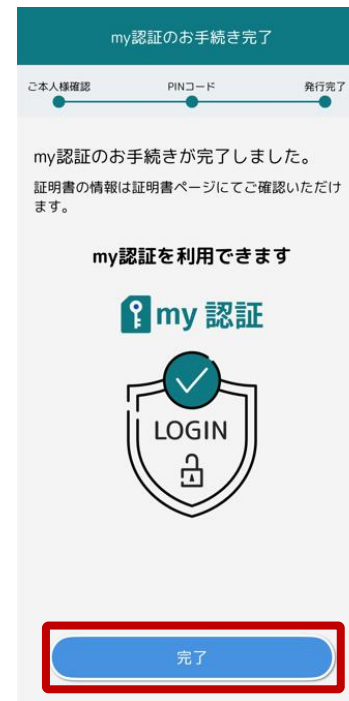 my認証のお手続き完了
ご本人様確認 PINコード 発行完了
my認証のお手続きが完了しました。
証明書の情報は証明書ページにてご確認いただけ
ます。
my認証を利用できます
my 認証
LOGIN
完了